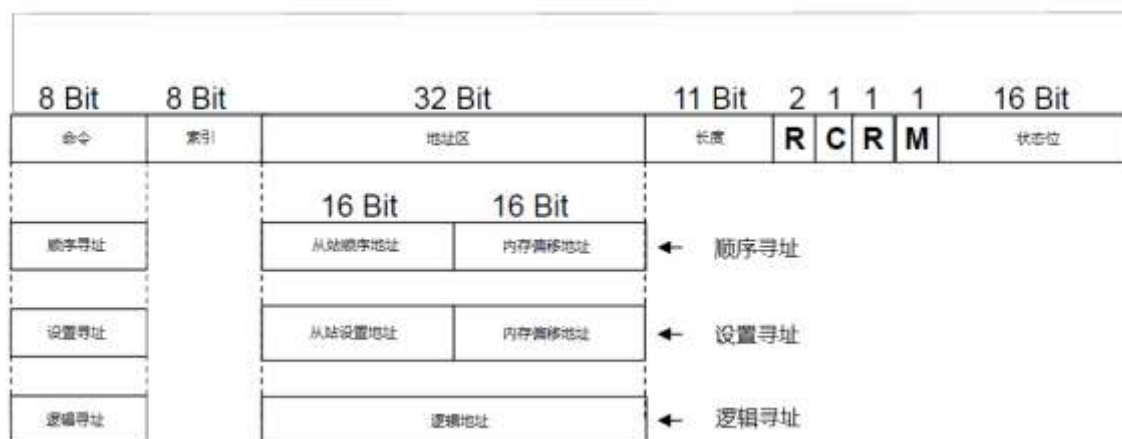 8 Bit 8 Bit 32 Bit 11 Bit 2 1 1 1 16 Bit
命令 索引 地址区 长度 R C R M 状态位
16 Bit 16 Bit
顺序寻址 从站顺序地址 内存偏移地址 ← 顺序寻址
设置寻址 从站设置地址 内存偏移地址 ← 设置寻址
逻辑寻址 逻辑地址 ← 逻辑寻址